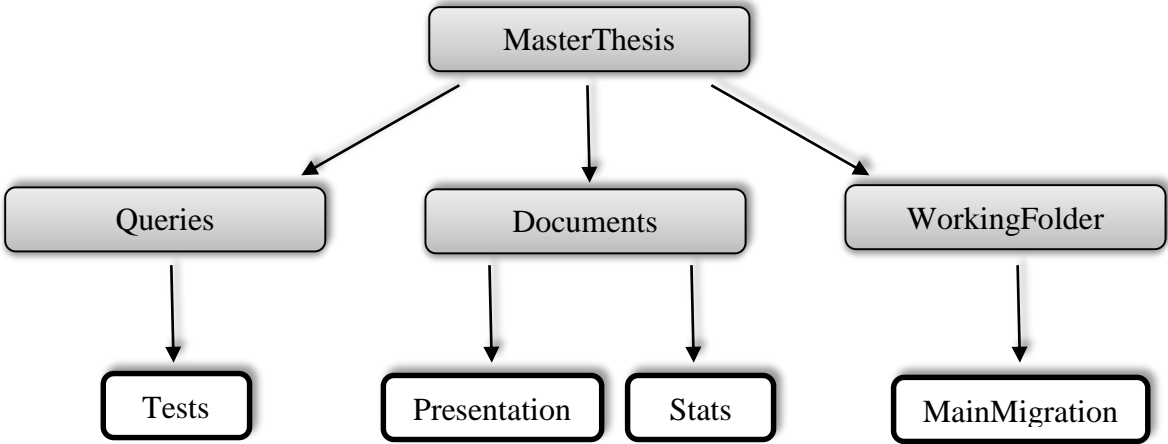 MasterThesis
Queries
Documents
WorkingFolder
Tests
Presentation
Stats
MainMigration